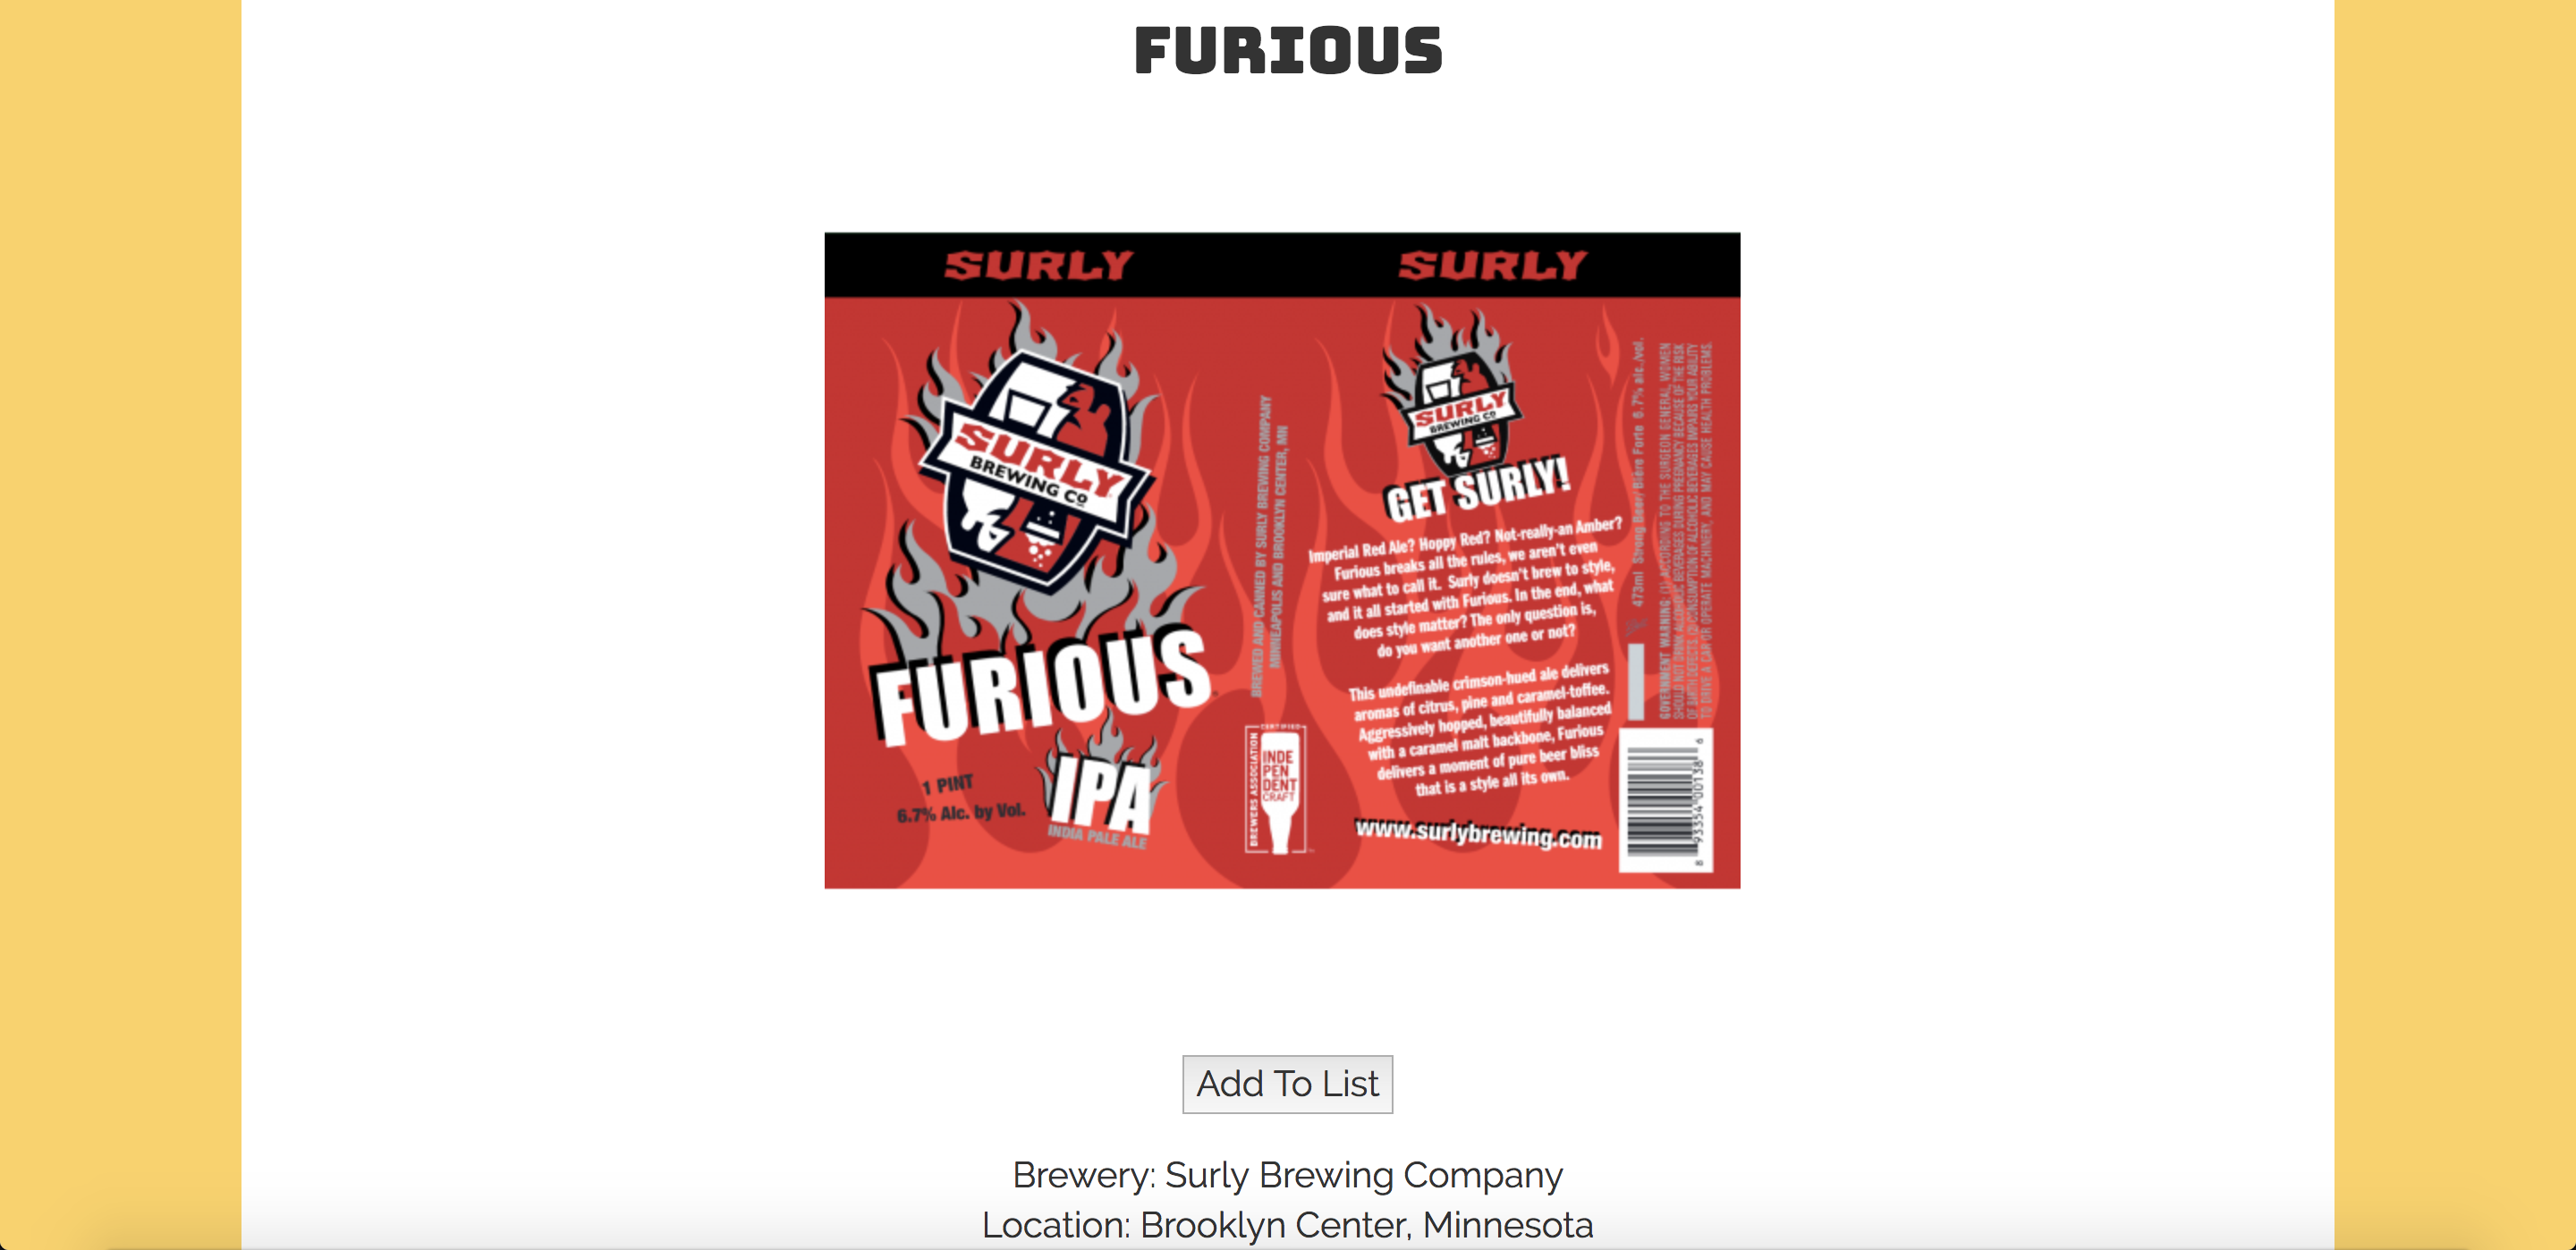 FURIOUS
SURLY
SURLY
SURLY
BREWING CO
FURIOUS
1 PINT
6.7% Alc. by Vol.
IPA
INDIA PALE ALE
BREWED AND CANNED BY SURLY BREWING COMPANY
MINNEAPOLIS AND BROOKLYN CENTER, MN
CERTIFIED
BREWERS ASSOCIATION
INDE
PEN
DENT
CRAFT
SURLY
BREWING CO
GET SURLY!
Imperial Red Ale? Hoppy Red? Not-really-an Amber?
Furious breaks all the rules, we aren't even
sure what to call it. Surly doesn't brew to style,
and it all started with Furious. In the end, what
does style matter? The only question is,
do you want another one or not?
This undefinable crimson-hued ale delivers
aromas of citrus, pine and caramel-toffee.
Aggressively hopped, beautifully balanced
with a caramel malt backbone, Furious
delivers a moment of pure beer bliss
that is a style all its own.
www.surlybrewing.com
473ml Strong Beer/Bière Forte 6.7% alc./vol.
GOVERNMENT WARNING (1) ACCORDING TO THE SURGEON GENERAL, WOMEN
SHOULD NOT DRINK ALCOHOLIC BEVERAGES DURING PREGNANCY BECAUSE OF THE RISK
OF BIRTH DEFECTS. (2) CONSUMPTION OF ALCOHOLIC BEVERAGES IMPAIRS YOUR ABILITY
TO DRIVE A CAR OR OPERATE MACHINERY, AND MAY CAUSE HEALTH PROBLEMS.
8 93354 00138 6
Add To List
Brewery: Surly Brewing Company
Location: Brooklyn Center, Minnesota